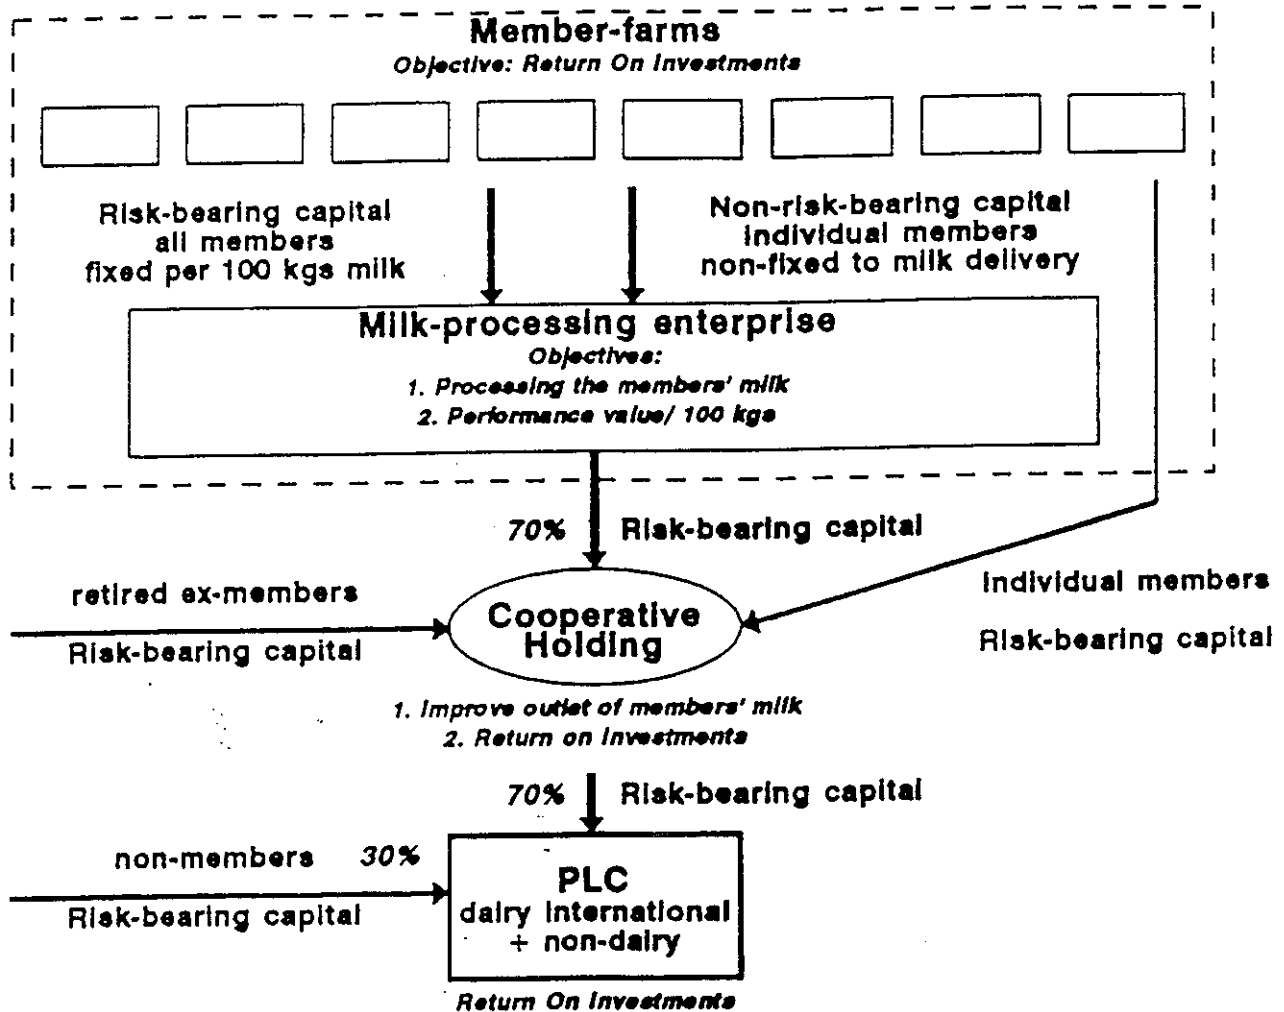 Member-farms
Objective: Return On Investments
Risk-bearing capital
all members
fixed per 100 kgs milk
Non-risk-bearing capital
individual members
non-fixed to milk delivery
Milk-processing enterprise
Objectives:
1. Processing the members' milk
2. Performance value/ 100 kgs
70% Risk-bearing capital
retired ex-members
Risk-bearing capital
individual members
Risk-bearing capital
Cooperative
Holding
1. Improve outlet of members' milk
2. Return on Investments
70% Risk-bearing capital
non-members 30%
Risk-bearing capital
PLC
dairy international
+ non-dairy
Return On Investments